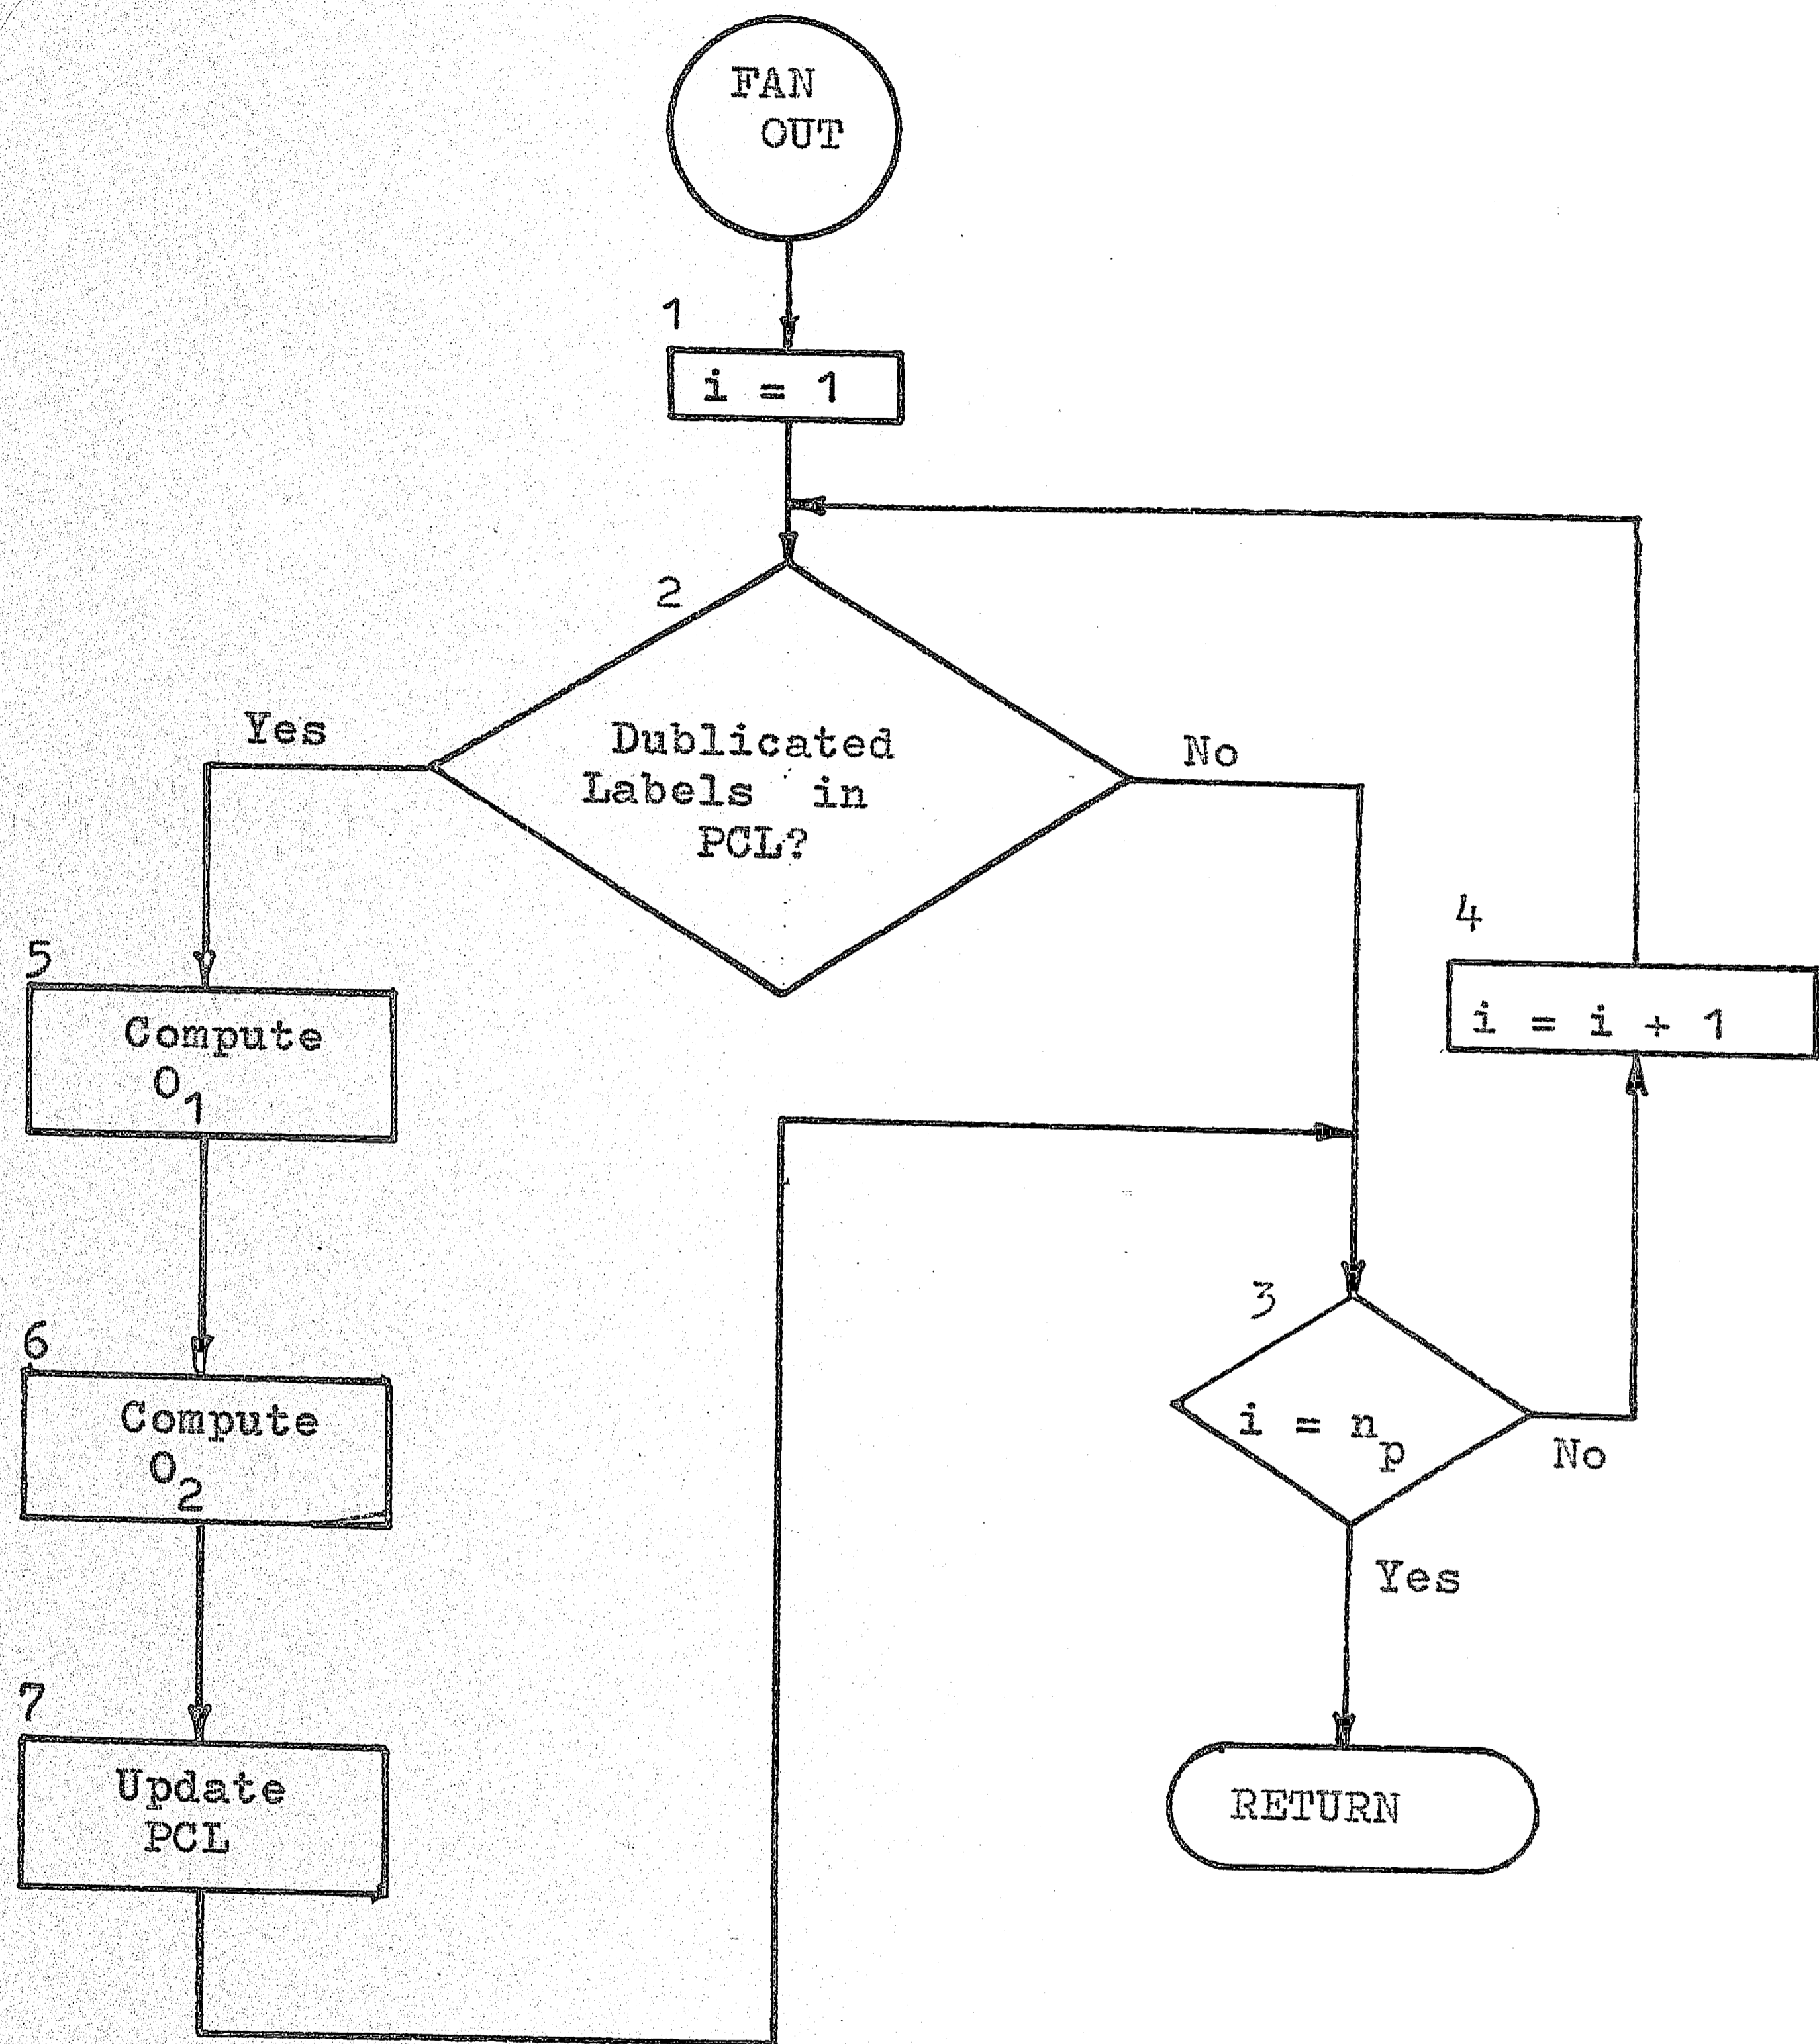 FAN
OUT
1
i = 1
2
Dublicated
Labels in
PCL?
Yes
No
5
Compute
O1
6
Compute
O2
7
Update
PCL
4
i = i + 1
3
i = np
No
Yes
RETURN